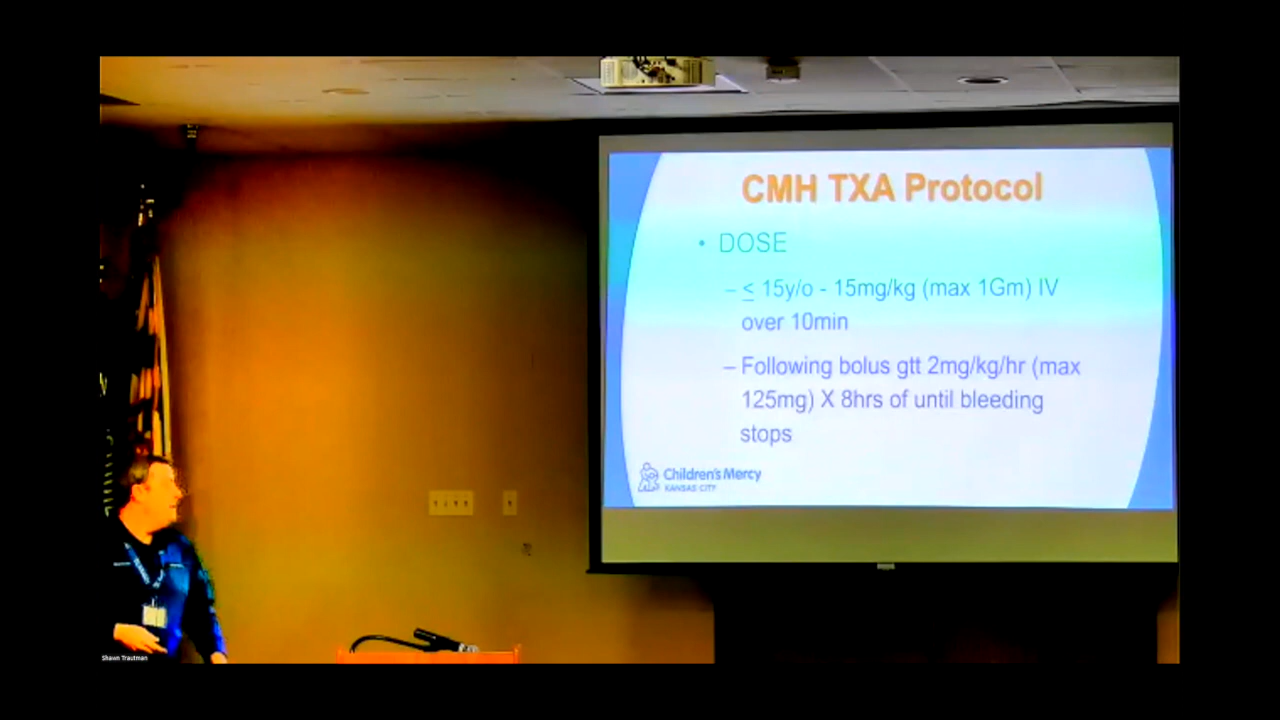 CMH TXA Protocol
• DOSE
– ≤ 15y/o - 15mg/kg (max 1Gm) IV
over 10min
– Following bolus gtt 2mg/kg/hr (max
125mg) X 8hrs of until bleeding
stops
Children's Mercy
KANSAS CITY
Shawn Trautman